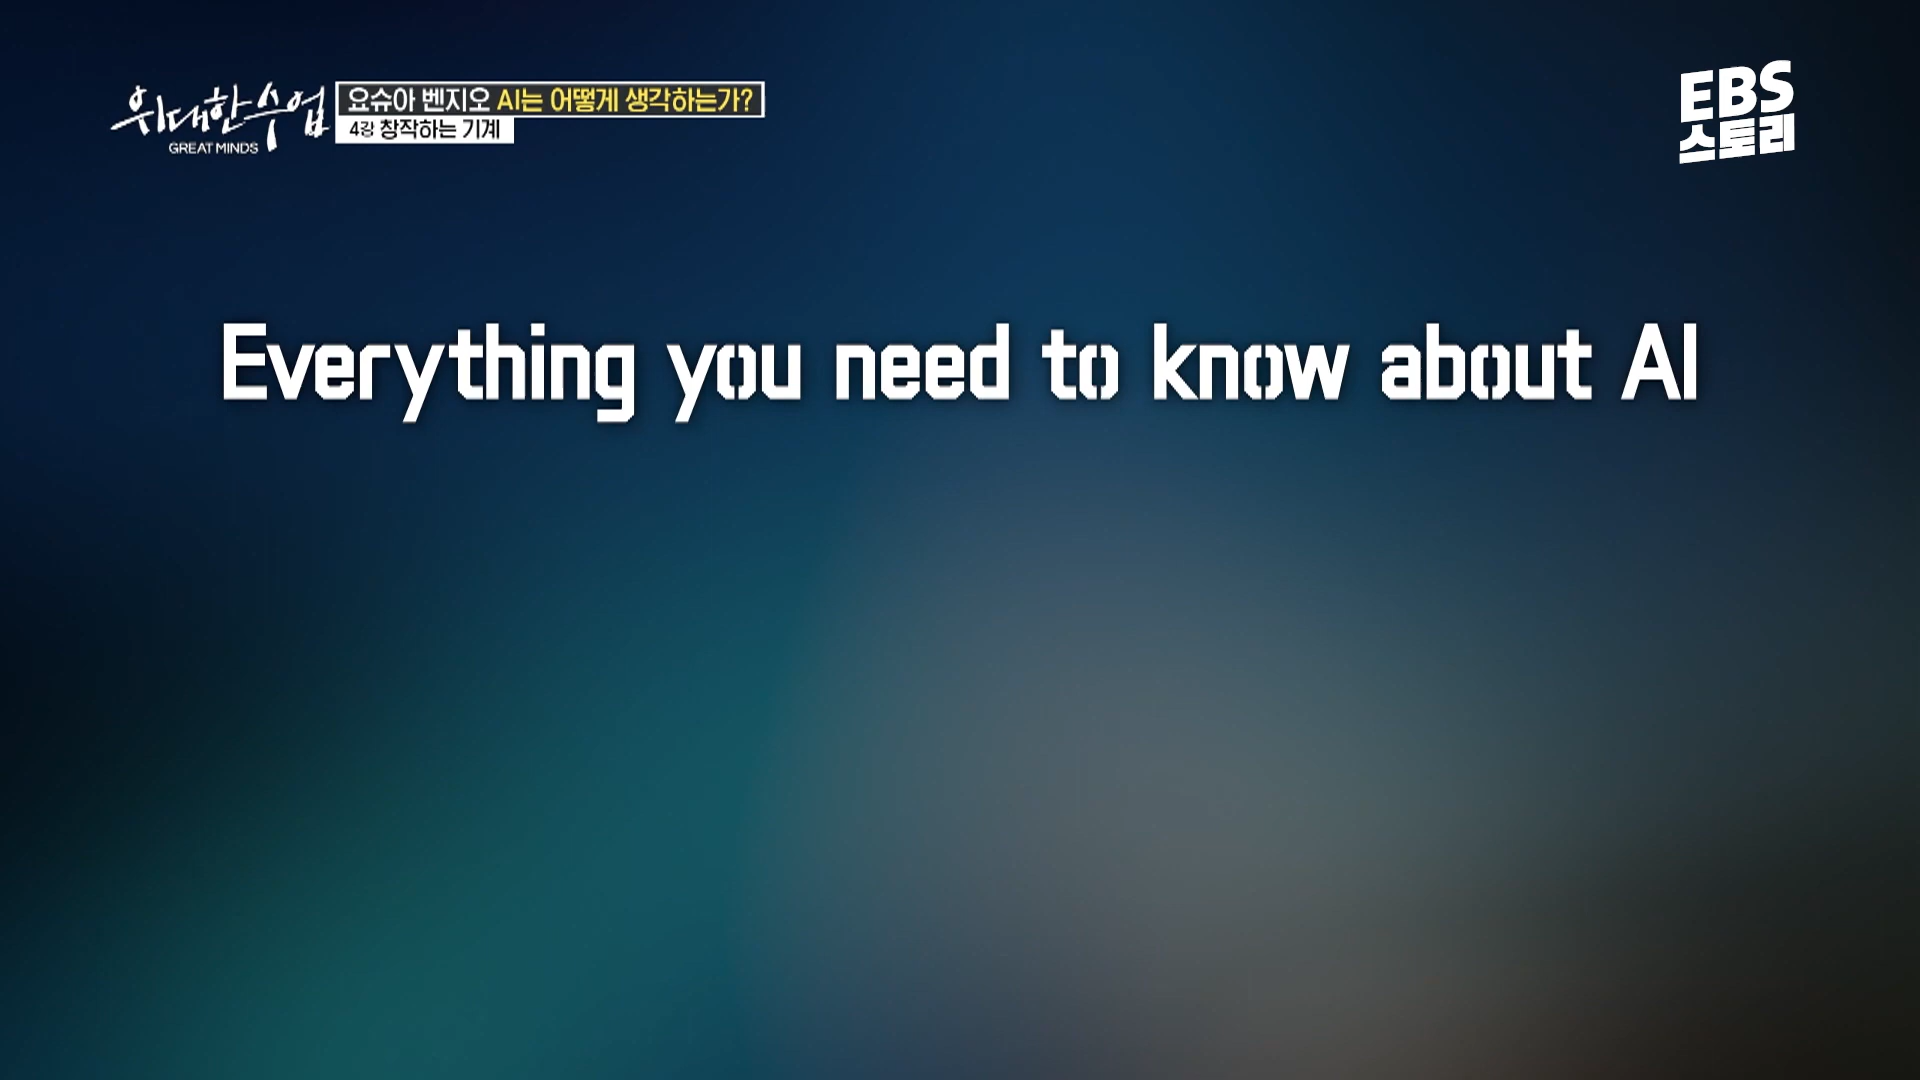 위대한 수업
GREAT MINDS
요슈아 벤지오 AI는 어떻게 생각하는가?
4강 창작하는 기계
EBS
스토리
Everything you need to know about AI